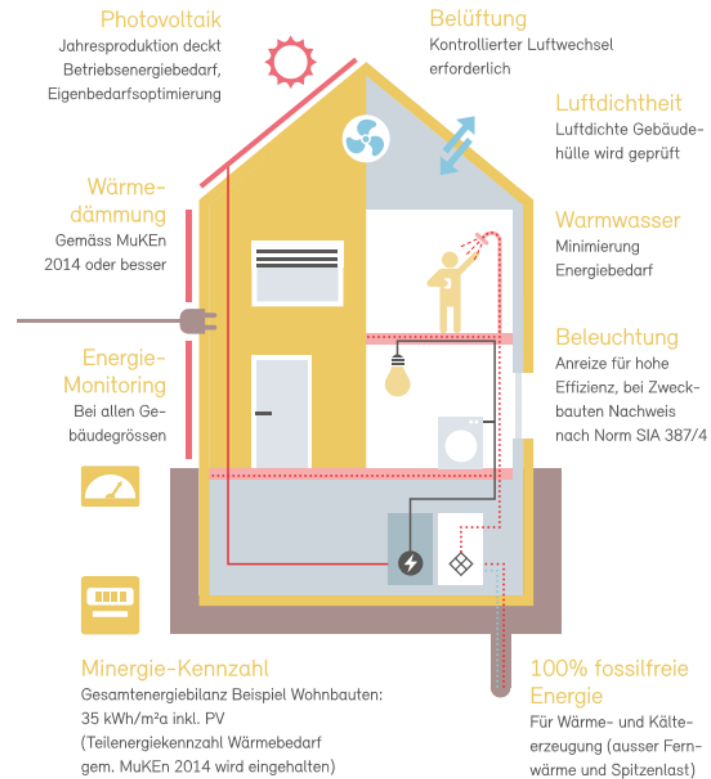 Photovoltaik
Jahresproduktion deckt
Betriebsenergiebedarf,
Eigenbedarfsoptimierung
Belüftung
Kontrollierter Luftwechsel
erforderlich
Luftdichtheit
Luftdichte Gebäude-
hülle wird geprüft
Wärme-
dämmung
Gemäss MuKEn
2014 oder besser
Warmwasser
Minimierung
Energiebedarf
Energie-
Monitoring
Bei allen Ge-
bäudegrössen
Beleuchtung
Anreize für hohe
Effizienz, bei Zweck-
bauten Nachweis
nach Norm SIA 387/4
Minergie-Kennzahl
Gesamtenergiebilanz Beispiel Wohnbauten:
35 kWh/m²a inkl. PV
(Teilenergiekennzahl Wärmebedarf
gem. MuKEn 2014 wird eingehalten)
100% fossilfreie
Energie
Für Wärme- und Kälte-
erzeugung (ausser Fern-
wärme und Spitzenlast)